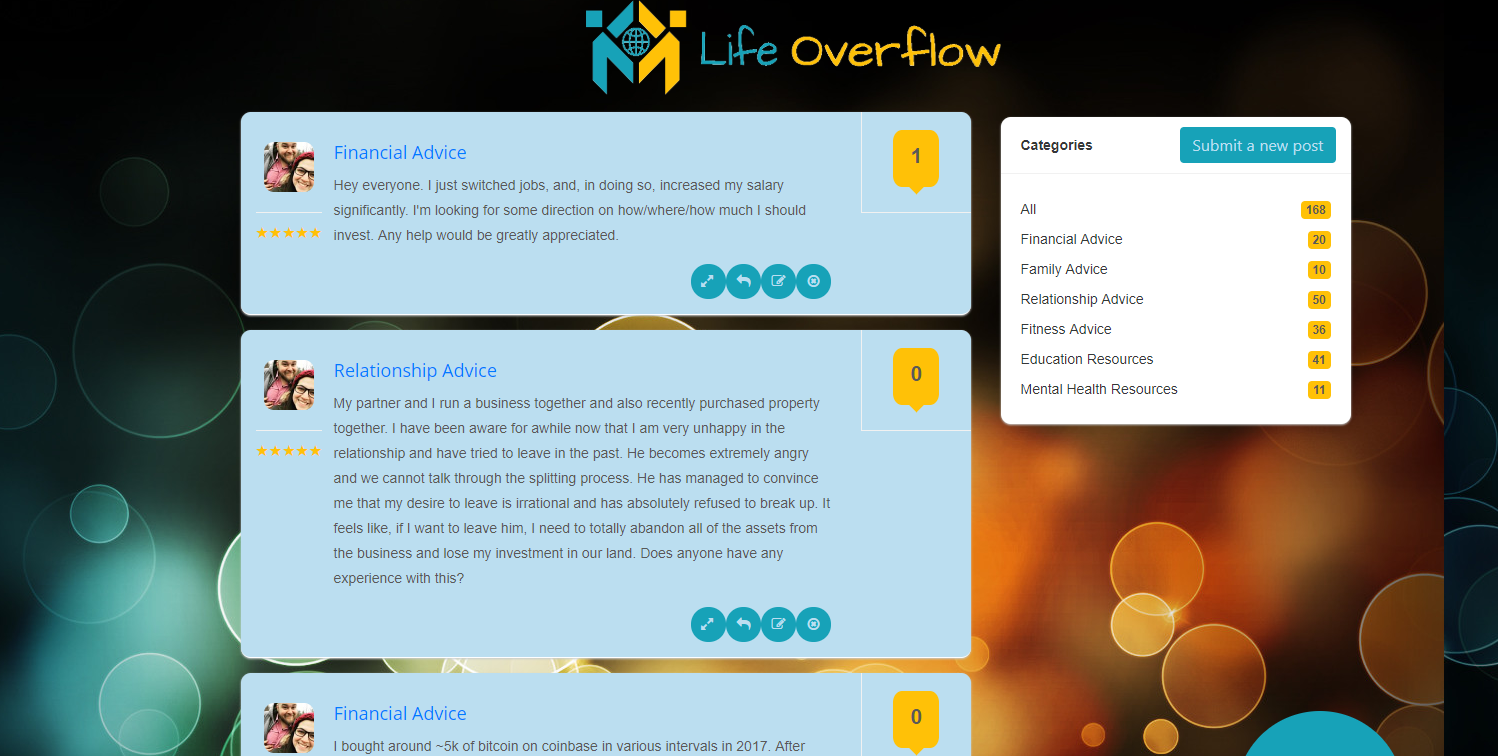 Life Overflow
Financial Advice
Hey everyone. I just switched jobs, and, in doing so, increased my salary
significantly. I'm looking for some direction on how/where/how much I should
invest. Any help would be greatly appreciated.
1
Relationship Advice
My partner and I run a business together and also recently purchased property
together. I have been aware for awhile now that I am very unhappy in the
relationship and have tried to leave in the past. He becomes extremely angry
and we cannot talk through the splitting process. He has managed to convince
me that my desire to leave is irrational and has absolutely refused to break up. It
feels like, if I want to leave him, I need to totally abandon all of the assets from
the business and lose my investment in our land. Does anyone have any
experience with this?
0
Financial Advice
I bought around ~5k of bitcoin on coinbase in various intervals in 2017. After
0
Categories
Submit a new post
All 168
Financial Advice 20
Family Advice 10
Relationship Advice 50
Fitness Advice 36
Education Resources 41
Mental Health Resources 11